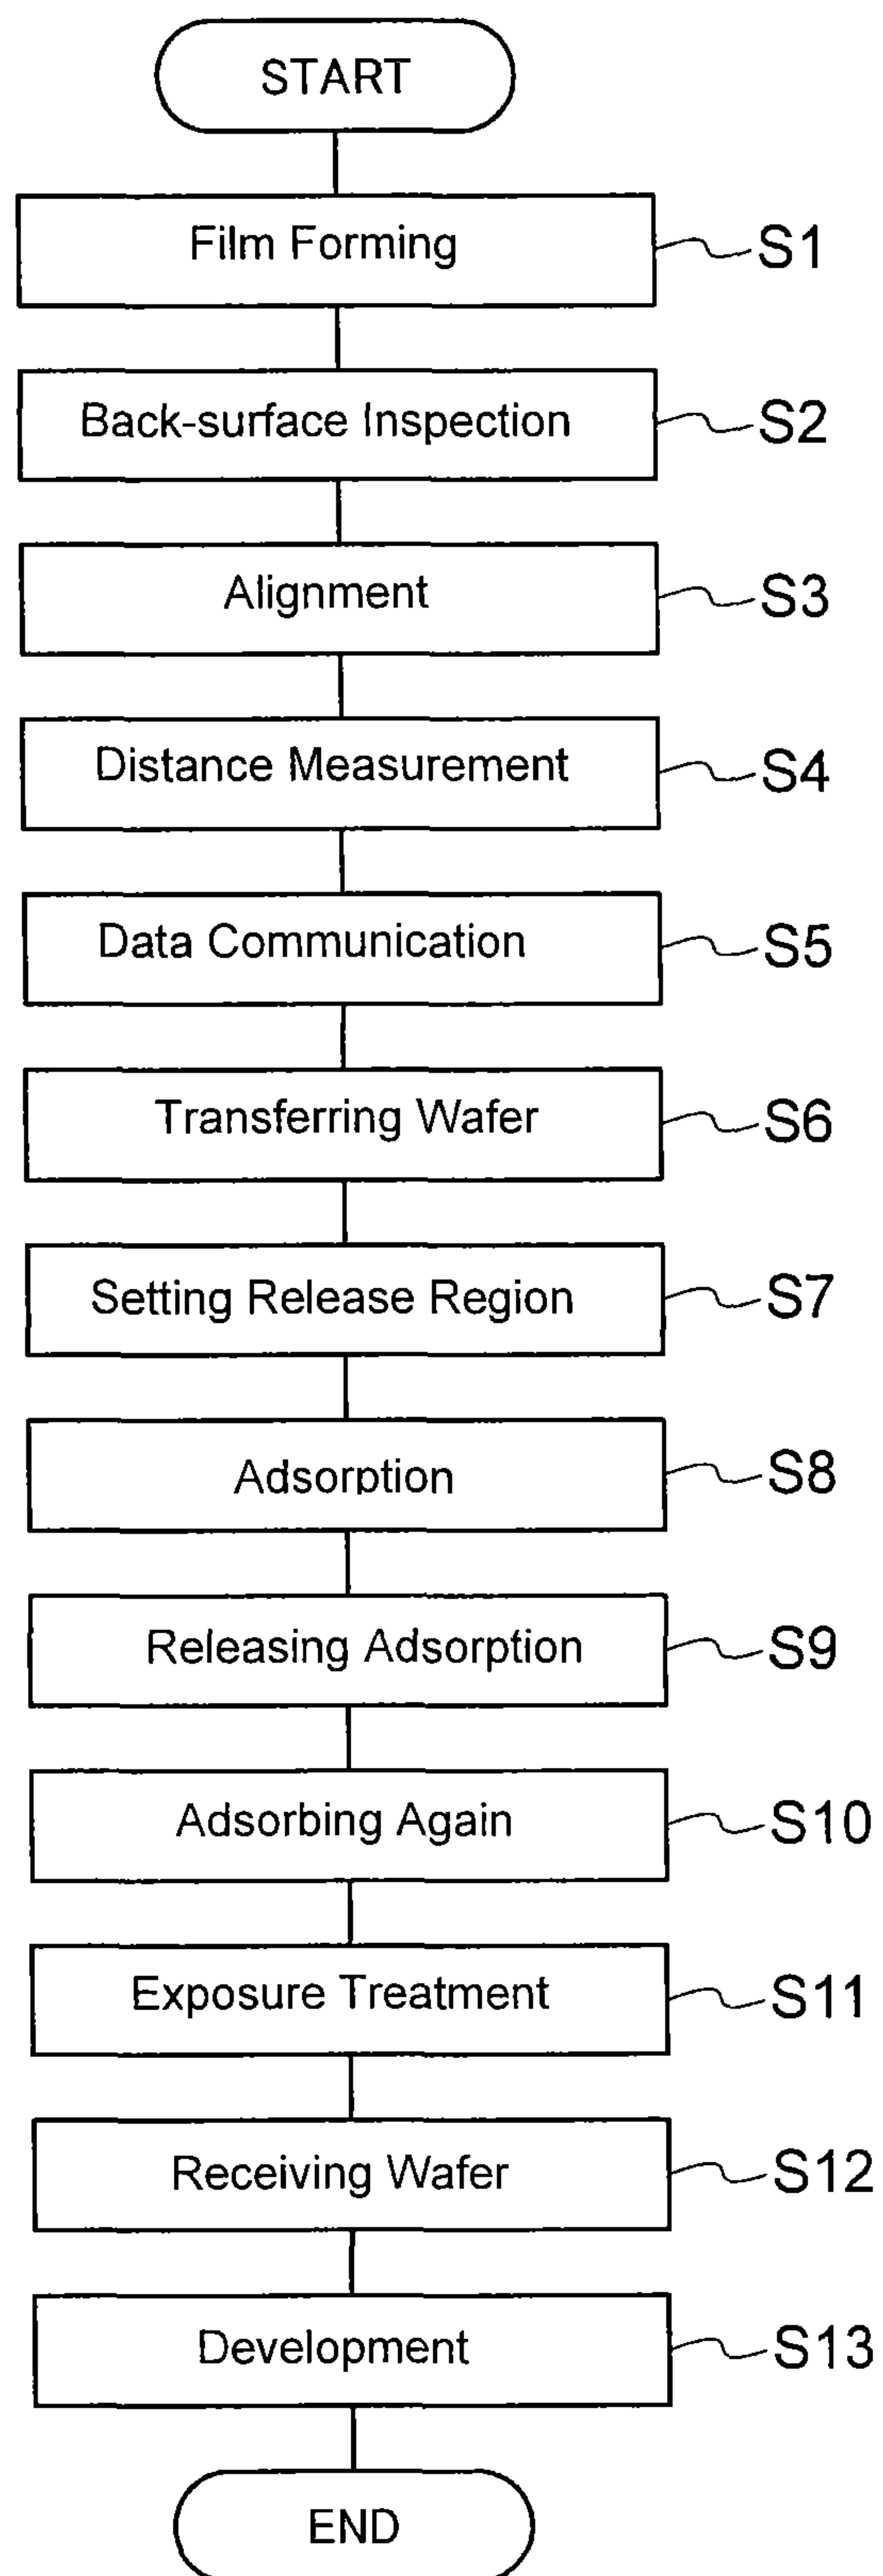 START
Film Forming S1
Back-surface Inspection S2
Alignment S3
Distance Measurement S4
Data Communication S5
Transferring Wafer S6
Setting Release Region S7
Adsorption S8
Releasing Adsorption S9
Adsorbing Again S10
Exposure Treatment S11
Receiving Wafer S12
Development S13
END